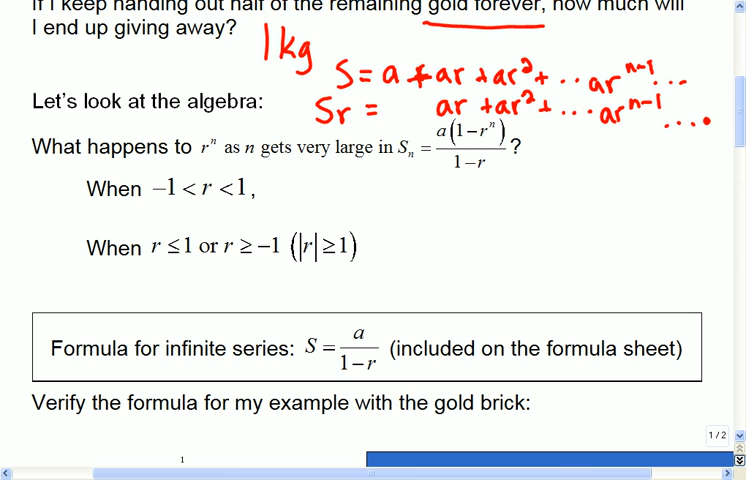 If I keep handing out half of the remaining gold forever, how much will
I end up giving away?
1 kg
S = a + ar + ar² + ... arⁿ⁻¹ ...
Let's look at the algebra:
Sr = ar + ar² + ... arⁿ⁻¹ ....
What happens to rⁿ as n gets very large in Sₙ = a(1−rⁿ)/(1−r) ?
When −1 < r < 1,
When r ≤ 1 or r ≥ −1 (|r| ≥ 1)
Formula for infinite series: S = a/(1−r) (included on the formula sheet)
Verify the formula for my example with the gold brick:
1 / 2
1